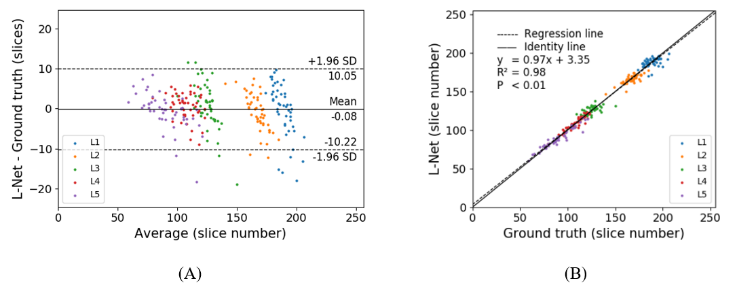 +1.96 SD
10.05
Mean
-0.08
-10.22
-1.96 SD
20
10
0
−10
−20
L1
L2
L3
L4
L5
0
50
100
150
200
250
L-Net - Ground truth (slices)
Average (slice number)
(A)
250
200
150
100
50
0
Regression line
Identity line
y = 0.97x + 3.35
R² = 0.98
P < 0.01
L1
L2
L3
L4
L5
0
50
100
150
200
250
L-Net (slice number)
Ground truth (slice number)
(B)